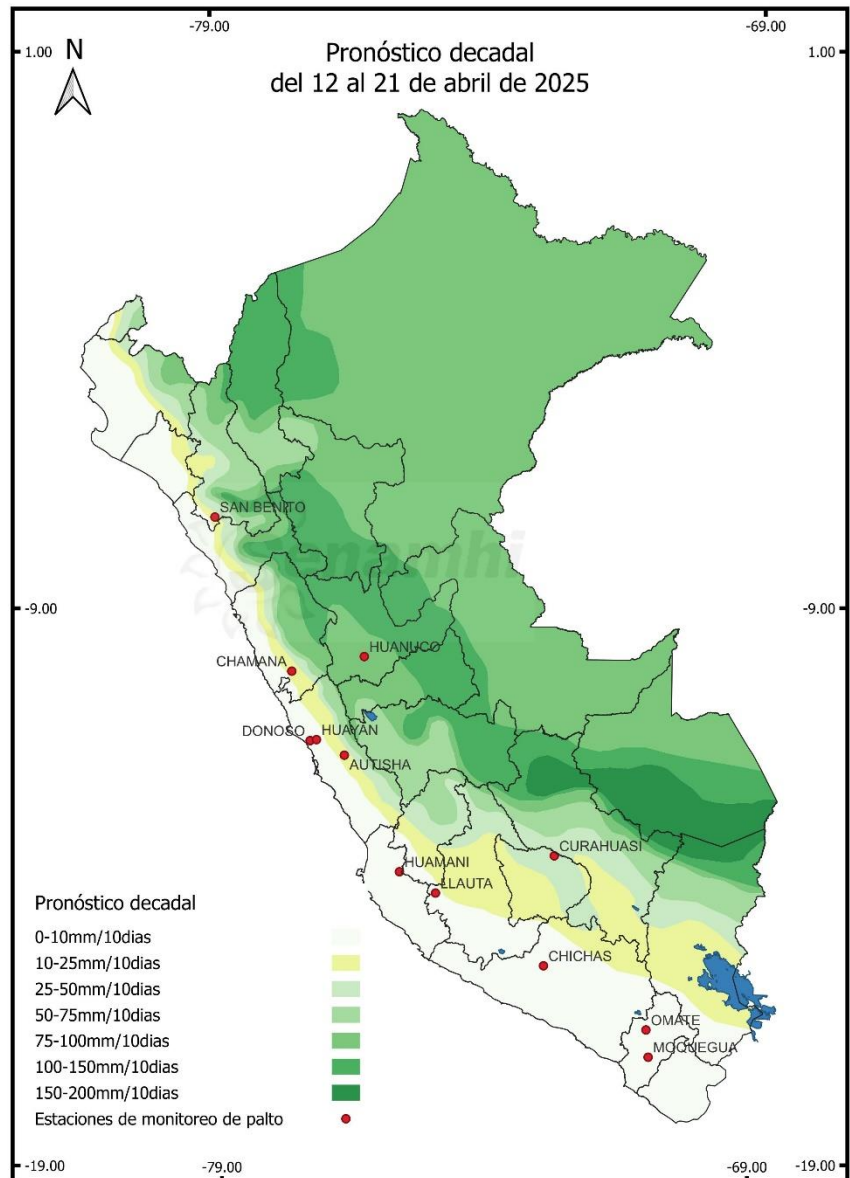 -79.00
-69.00
1.00
N
Pronóstico decadal
del 12 al 21 de abril de 2025
1.00
SAN BENITO
enamhi
-9.00
-9.00
HUANUCO
CHAMANA
DONOSO
HUAYAN
AUTISHA
CURAHUASI
HUAMANI
LLAUTA
CHICHAS
OMATE
MOQUEGUA
Pronóstico decadal
0-10mm/10dias
10-25mm/10dias
25-50mm/10dias
50-75mm/10dias
75-100mm/10dias
100-150mm/10dias
150-200mm/10dias
Estaciones de monitoreo de palto
-19.00
-79.00
-69.00
-19.00